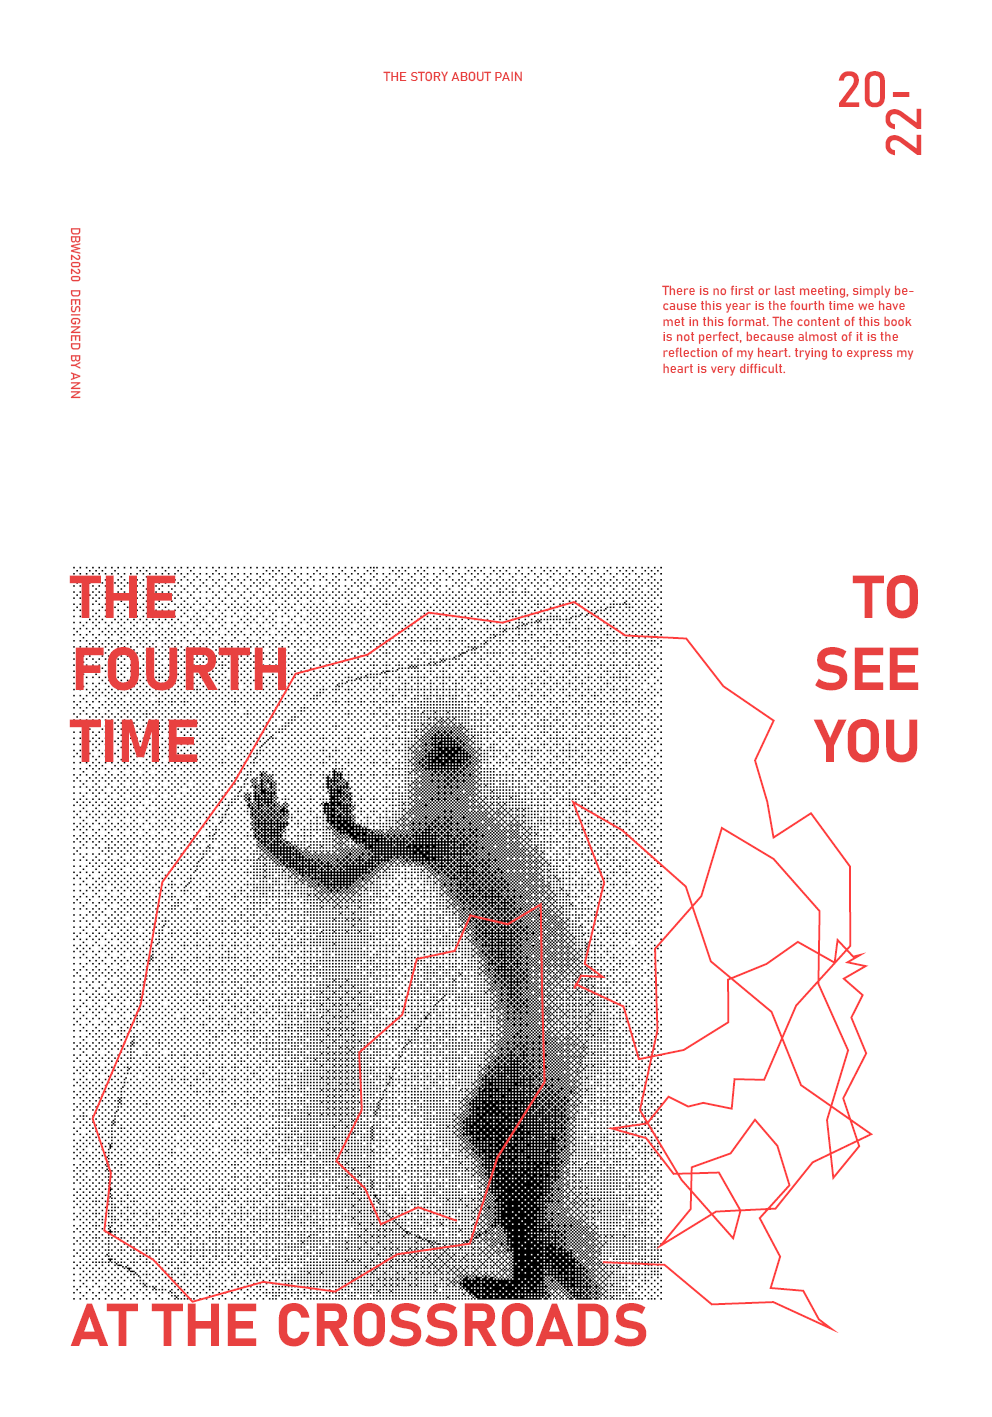 THE STORY ABOUT PAIN
20-
22
DBW2020 DESIGNED BY ANN
There is no first or last meeting, simply be-
cause this year is the fourth time we have
met in this format. The content of this book
is not perfect, because almost of it is the
reflection of my heart. trying to express my
heart is very difficult.
THE
FOURTH
TIME
TO
SEE
YOU
AT THE CROSSROADS